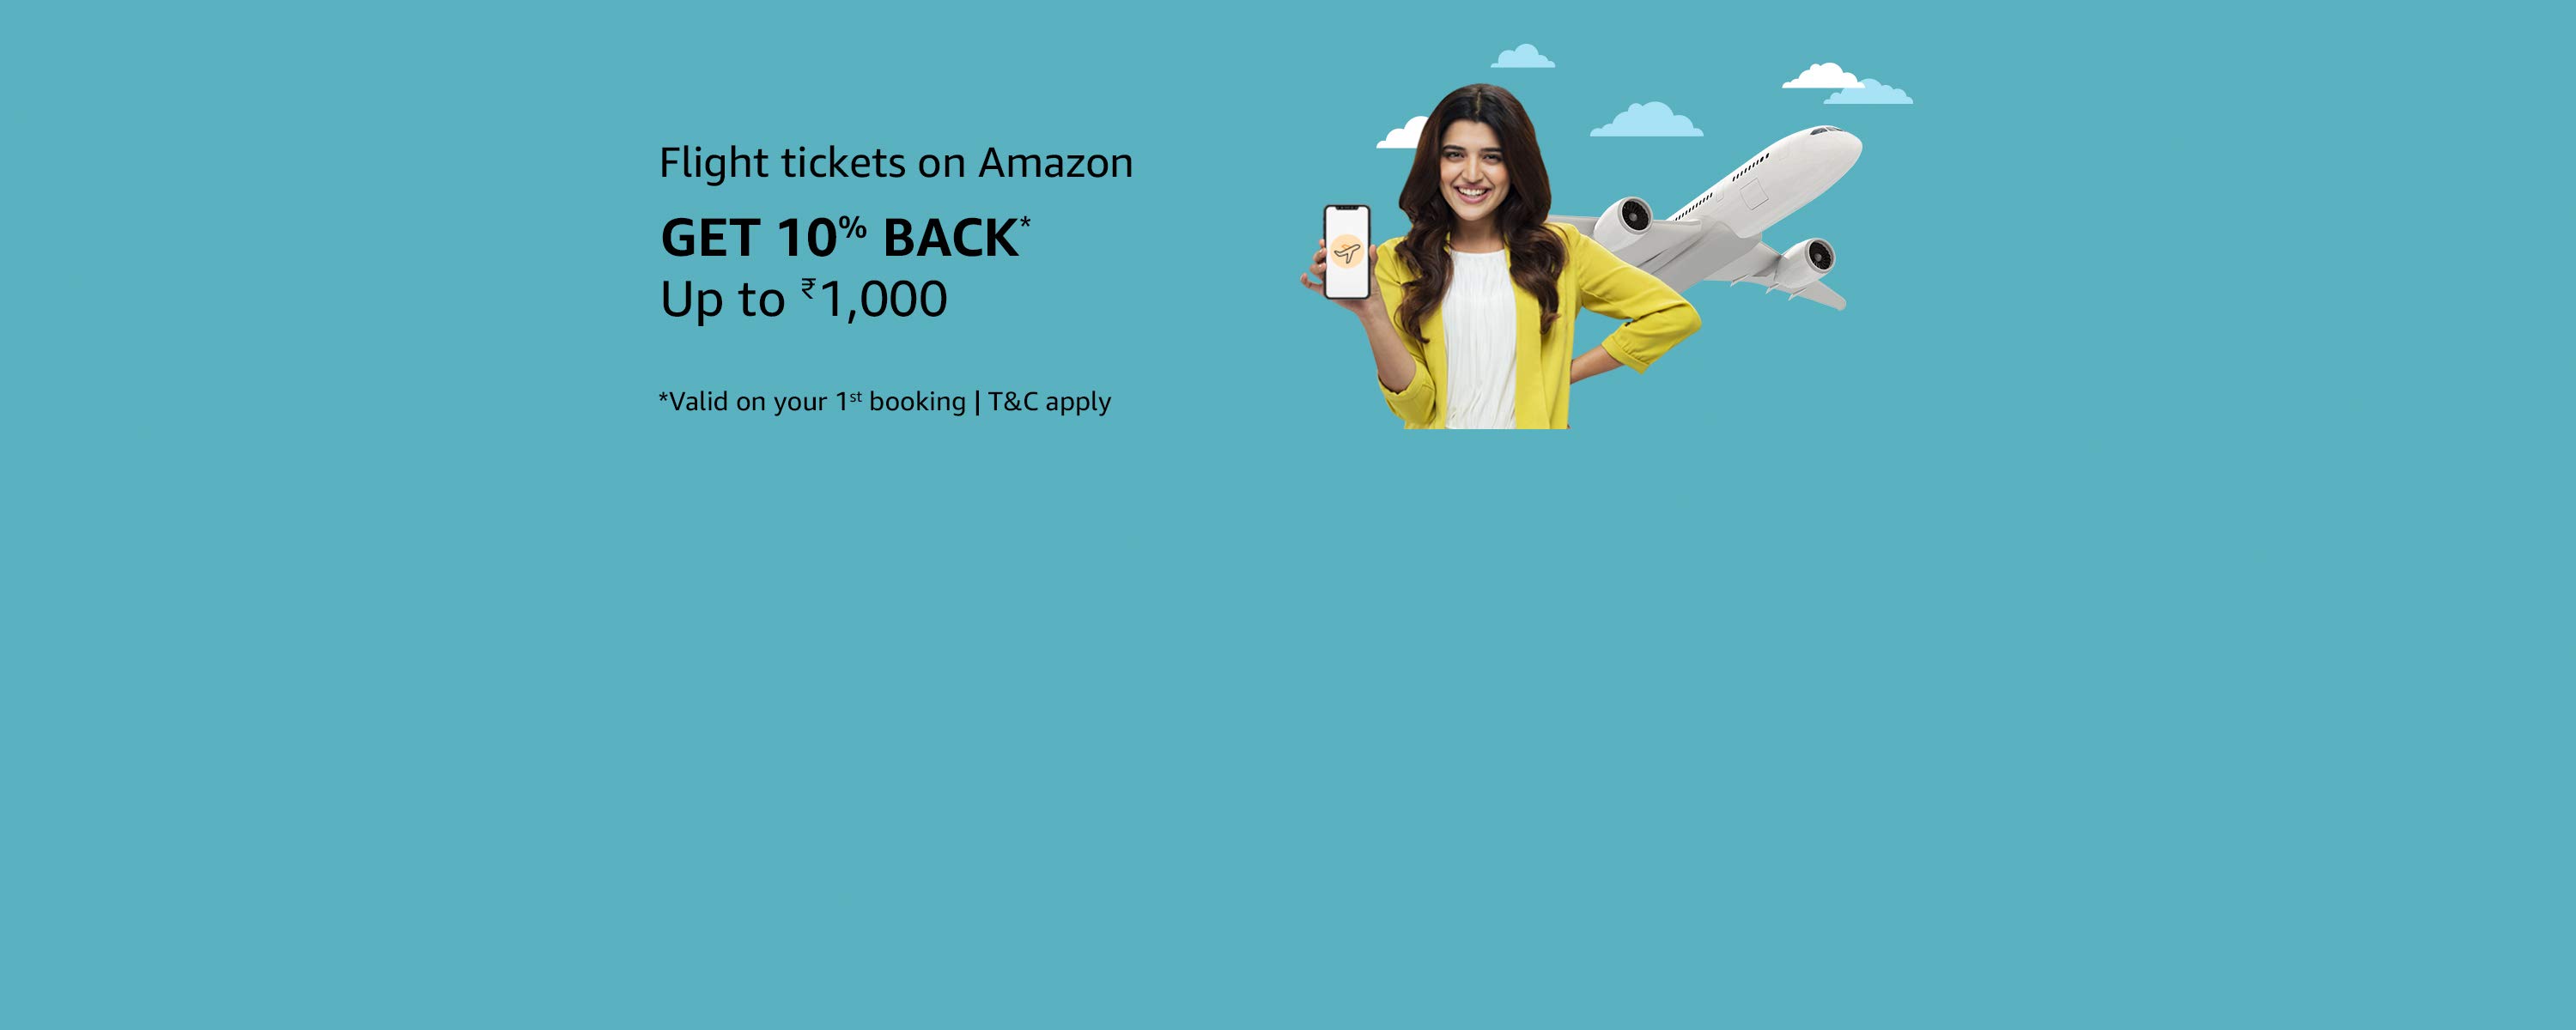 Flight tickets on Amazon
GET 10% BACK*
Up to ₹1,000
*Valid on your 1st booking | T&C apply